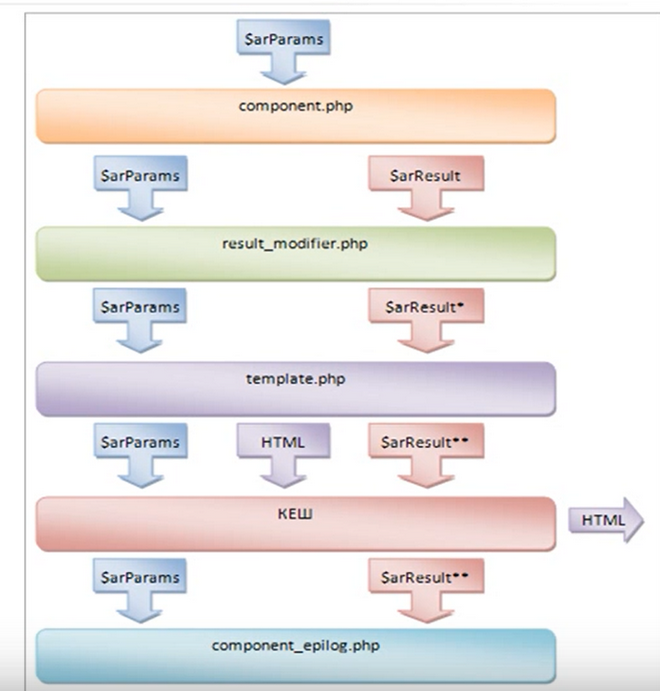 $arParams
component.php
$arParams
$arResult
result_modifier.php
$arParams
$arResult*
template.php
$arParams
HTML
$arResult**
КЕШ
HTML
$arParams
$arResult**
component_epilog.php